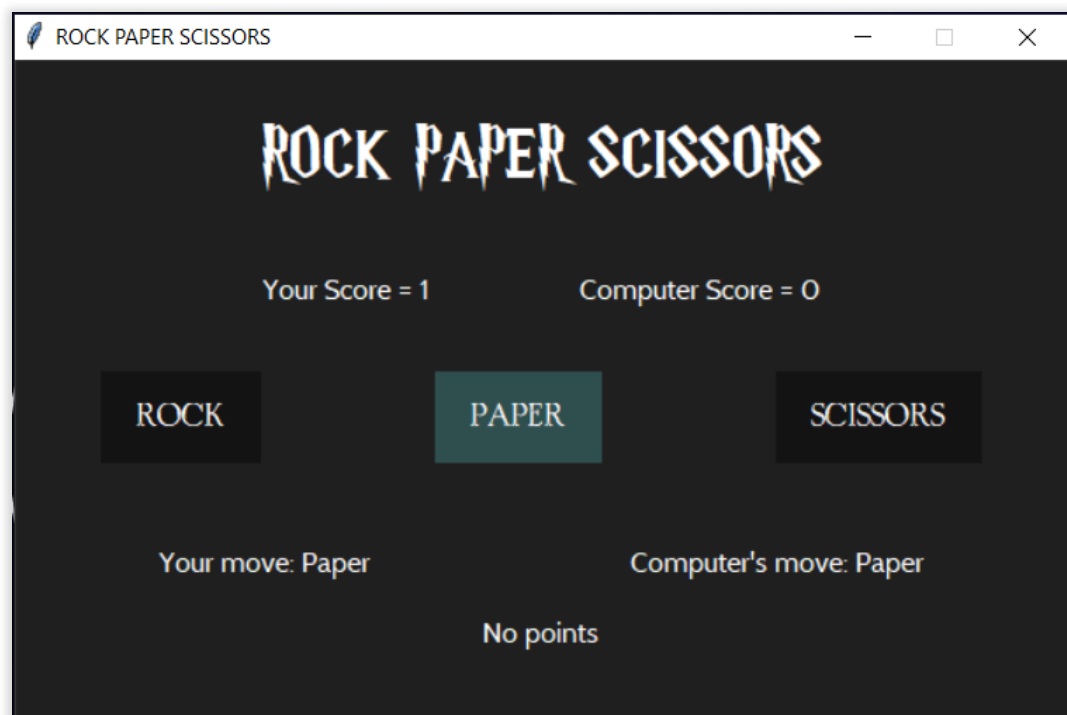 ROCK PAPER SCISSORS
ROCK PAPER SCISSORS
Your Score = 1 Computer Score = 0
ROCK PAPER SCISSORS
Your move: Paper Computer's move: Paper
No points